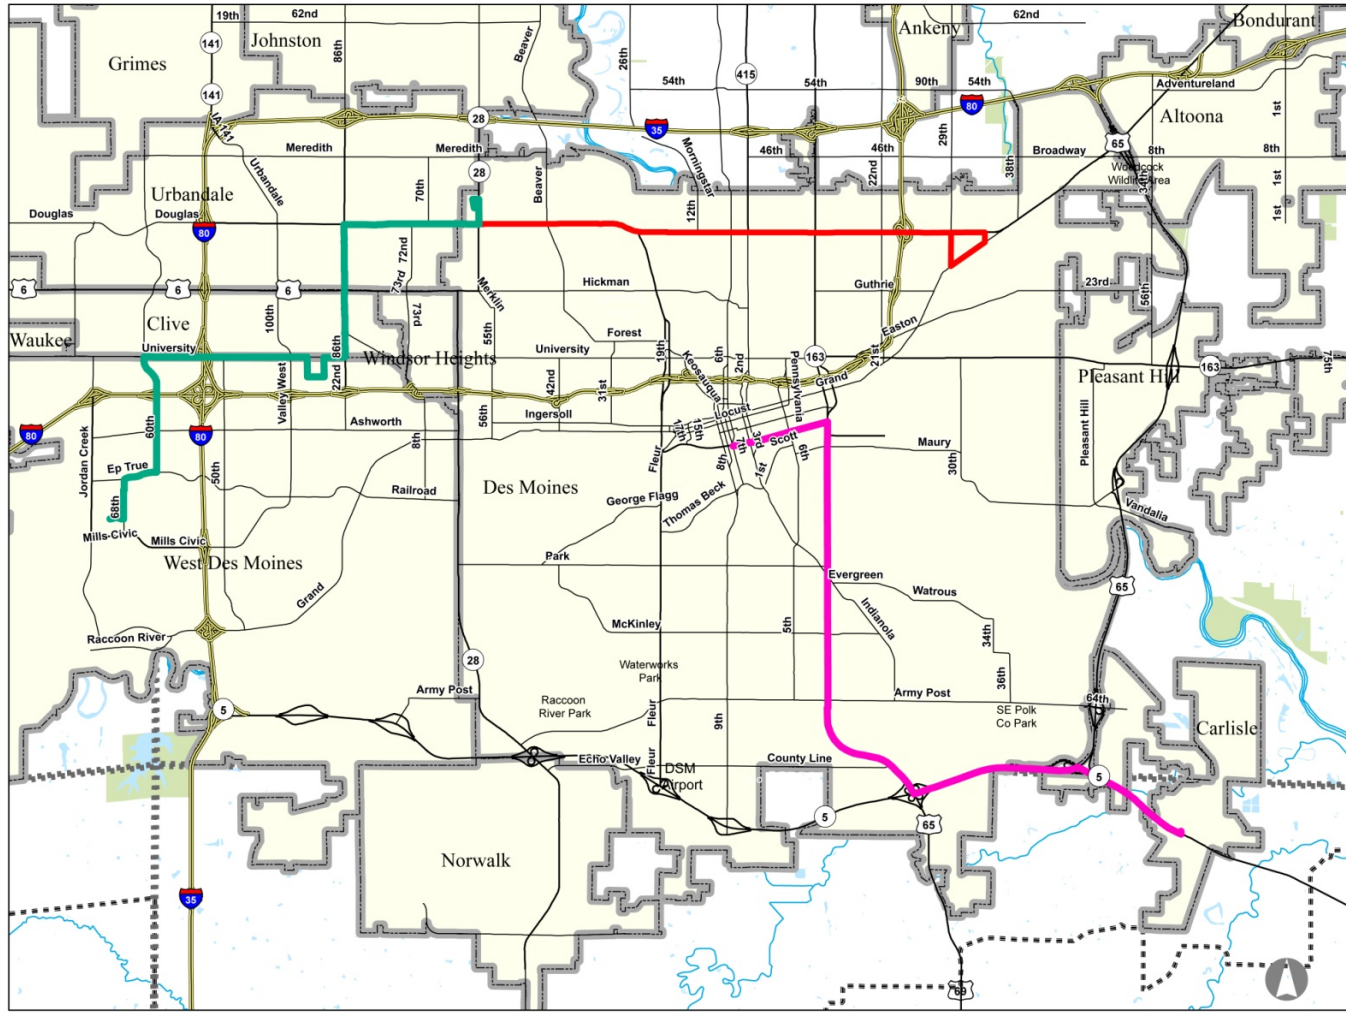 19th
62nd
62nd
Bondurant
Johnston
86th
Beaver
26th
Ankeny
141
Grimes
415
54th
54th
90th
54th
Adventureland
141
80
Altoona
1st
IA 141
28
35
29th
65
Meredith
Meredith
Morningstar
46th
46th
Broadway
8th
8th
Urbandale
28
Beaver
22nd
38th
Woodcock
Wildlife Area
34th
Urbandale
70th
12th
1st
1st
Douglas
Douglas
80
72nd
Hickman
Guthrie
23rd
6
6
6
73rd
Merklin
56th
100th
73rd
55th
Clive
Forest
Easton
Waukee
University
86th
Windsor Heights
University
19th
Keosauqua
6th
2nd
Pennsylvania
163
21st
163
75th
22nd
42nd
31st
Grand
Pleasant Hill
Valley West
60th
Ashworth
56th
Ingersoll
Locust
17th
15th
80
80
Jordan Creek
8th
7th
3rd
Scott
6th
Maury
Pleasant Hill
Ep True
50th
Fleur
8th
1st
30th
68th
Railroad
Des Moines
George Flagg
Thomas Beck
Vandalia
Mills-Civic
Mills Civic
West Des Moines
Park
Evergreen
Watrous
65
Grand
Indianola
McKinley
5th
34th
Raccoon River
28
Waterworks
Park
36th
Army Post
Army Post
64th
5
Raccoon
River Park
Fleur
9th
SE Polk
Co Park
Carlisle
Echo Valley
Fleur
DSM
Airport
County Line
5
5
65
Norwalk
35
69